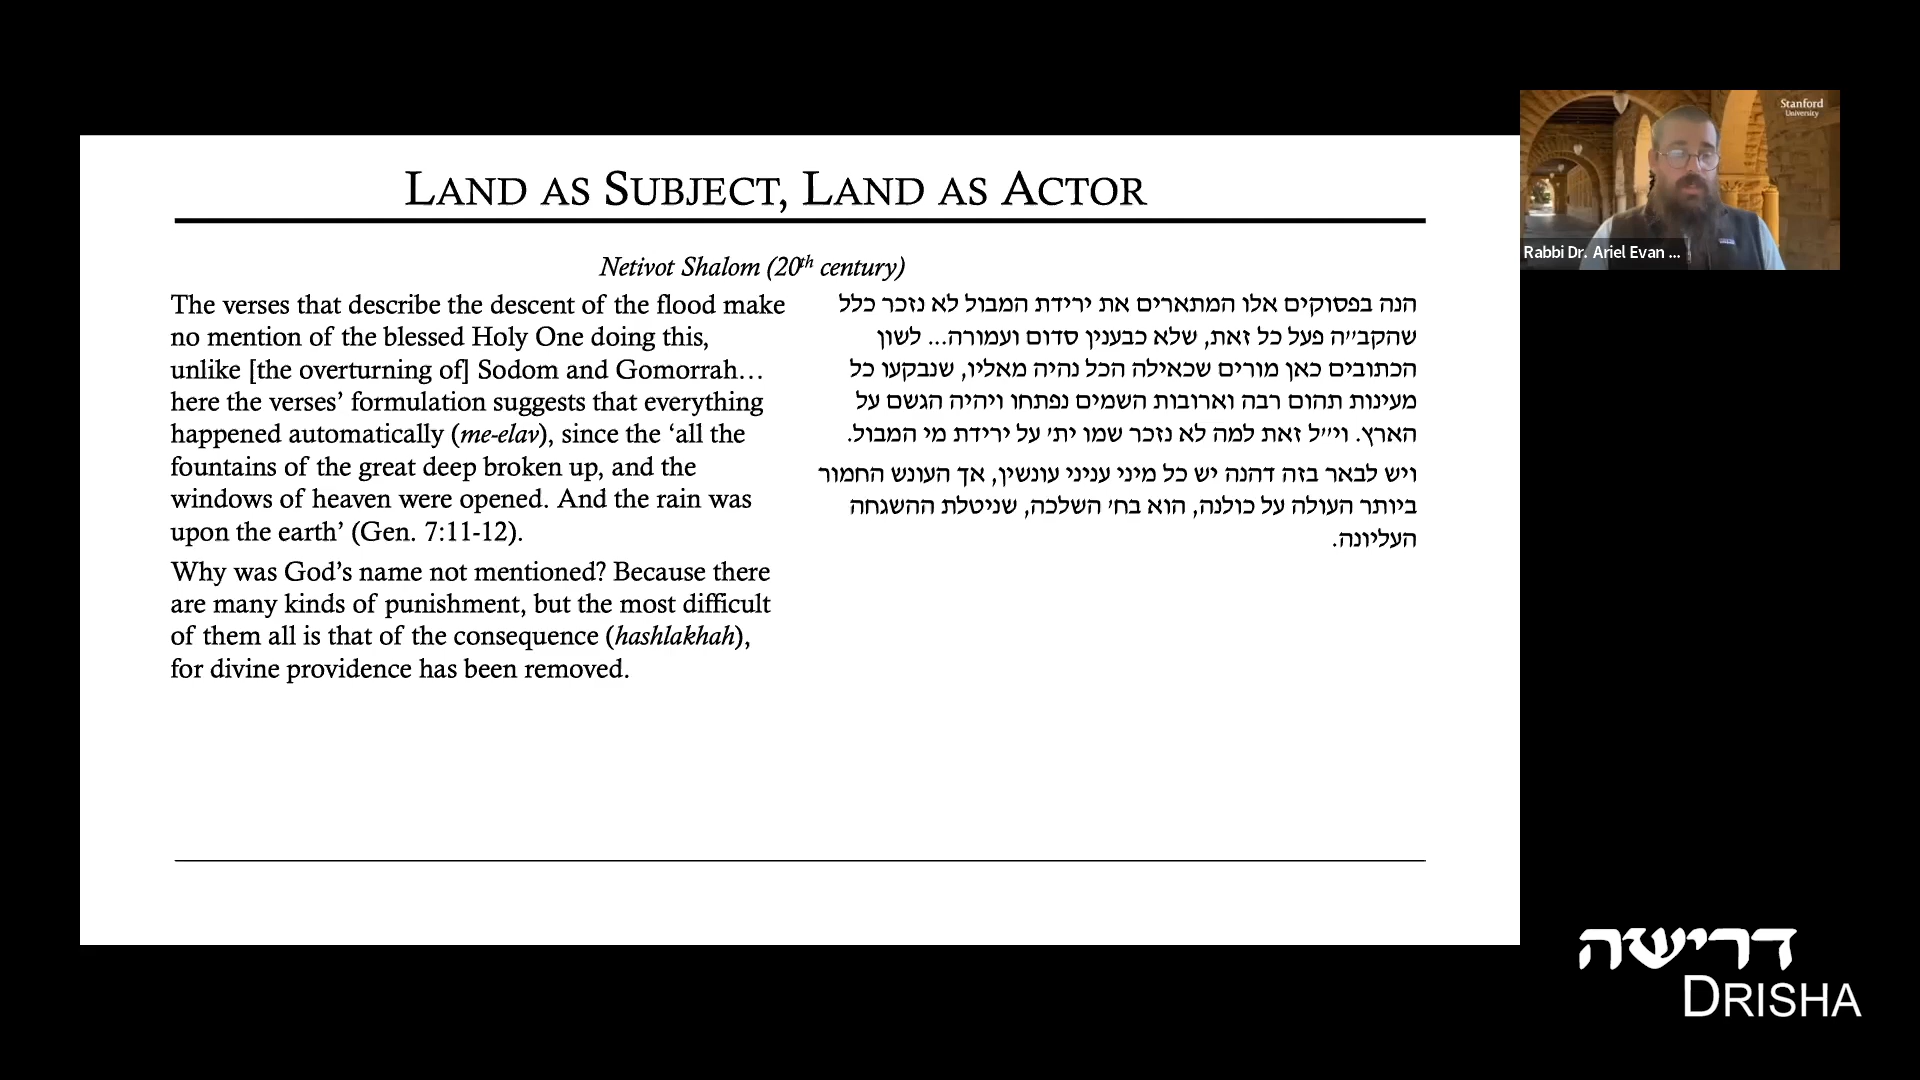 LAND AS SUBJECT, LAND AS ACTOR
Netivot Shalom (20th century)
The verses that describe the descent of the flood make
no mention of the blessed Holy One doing this,
unlike [the overturning of] Sodom and Gomorrah…
here the verses’ formulation suggests that everything
happened automatically (me-elav), since the ‘all the
fountains of the great deep broken up, and the
windows of heaven were opened. And the rain was
upon the earth’ (Gen. 7:11-12).
Why was God’s name not mentioned? Because there
are many kinds of punishment, but the most difficult
of them all is that of the consequence (hashlakhah),
for divine providence has been removed.
הנה בפסוקים אלו המתארים את ירידת המבול לא נזכר כלל
שהקב״ה פעל כל זאת, שלא כבענין סדום ועמורה... לשון
הכתובים כאן מורים שכאילה הכל נהיה מאליו, שנבקעו כל
מעינות תהום רבה וארובות השמים נפתחו ויהיה הגשם על
הארץ. וי״ל זאת למה לא נזכר שמו ית׳ על ירידת מי המבול.
ויש לבאר בזה דהנה יש כל מיני עניני עונשין, אך העונש החמור
ביותר העולה על כולנה, הוא בח׳ השלכה, שניטלת ההשגחה
העליונה.
Stanford
University
Rabbi Dr. Ariel Evan ...
דרישה
DRISHA